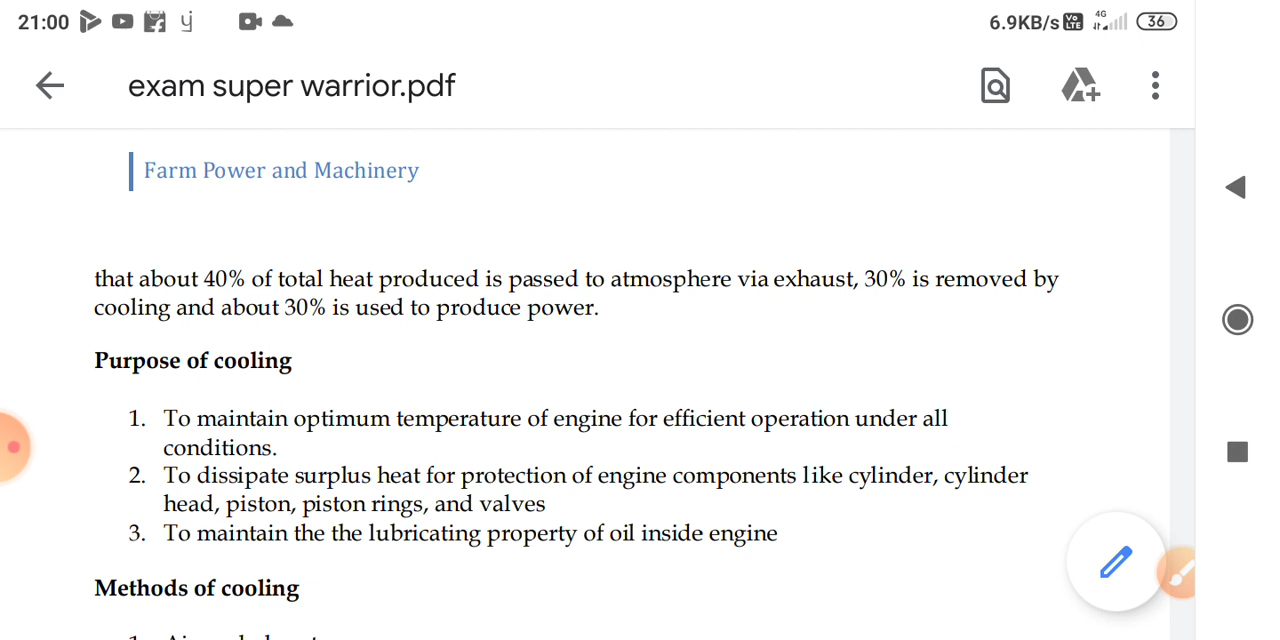 21:00
6.9KB/s Vo LTE 4G 36
exam super warrior.pdf
Farm Power and Machinery
that about 40% of total heat produced is passed to atmosphere via exhaust, 30% is removed by
cooling and about 30% is used to produce power.
Purpose of cooling
1. To maintain optimum temperature of engine for efficient operation under all
conditions.
2. To dissipate surplus heat for protection of engine components like cylinder, cylinder
head, piston, piston rings, and valves
3. To maintain the the lubricating property of oil inside engine
Methods of cooling